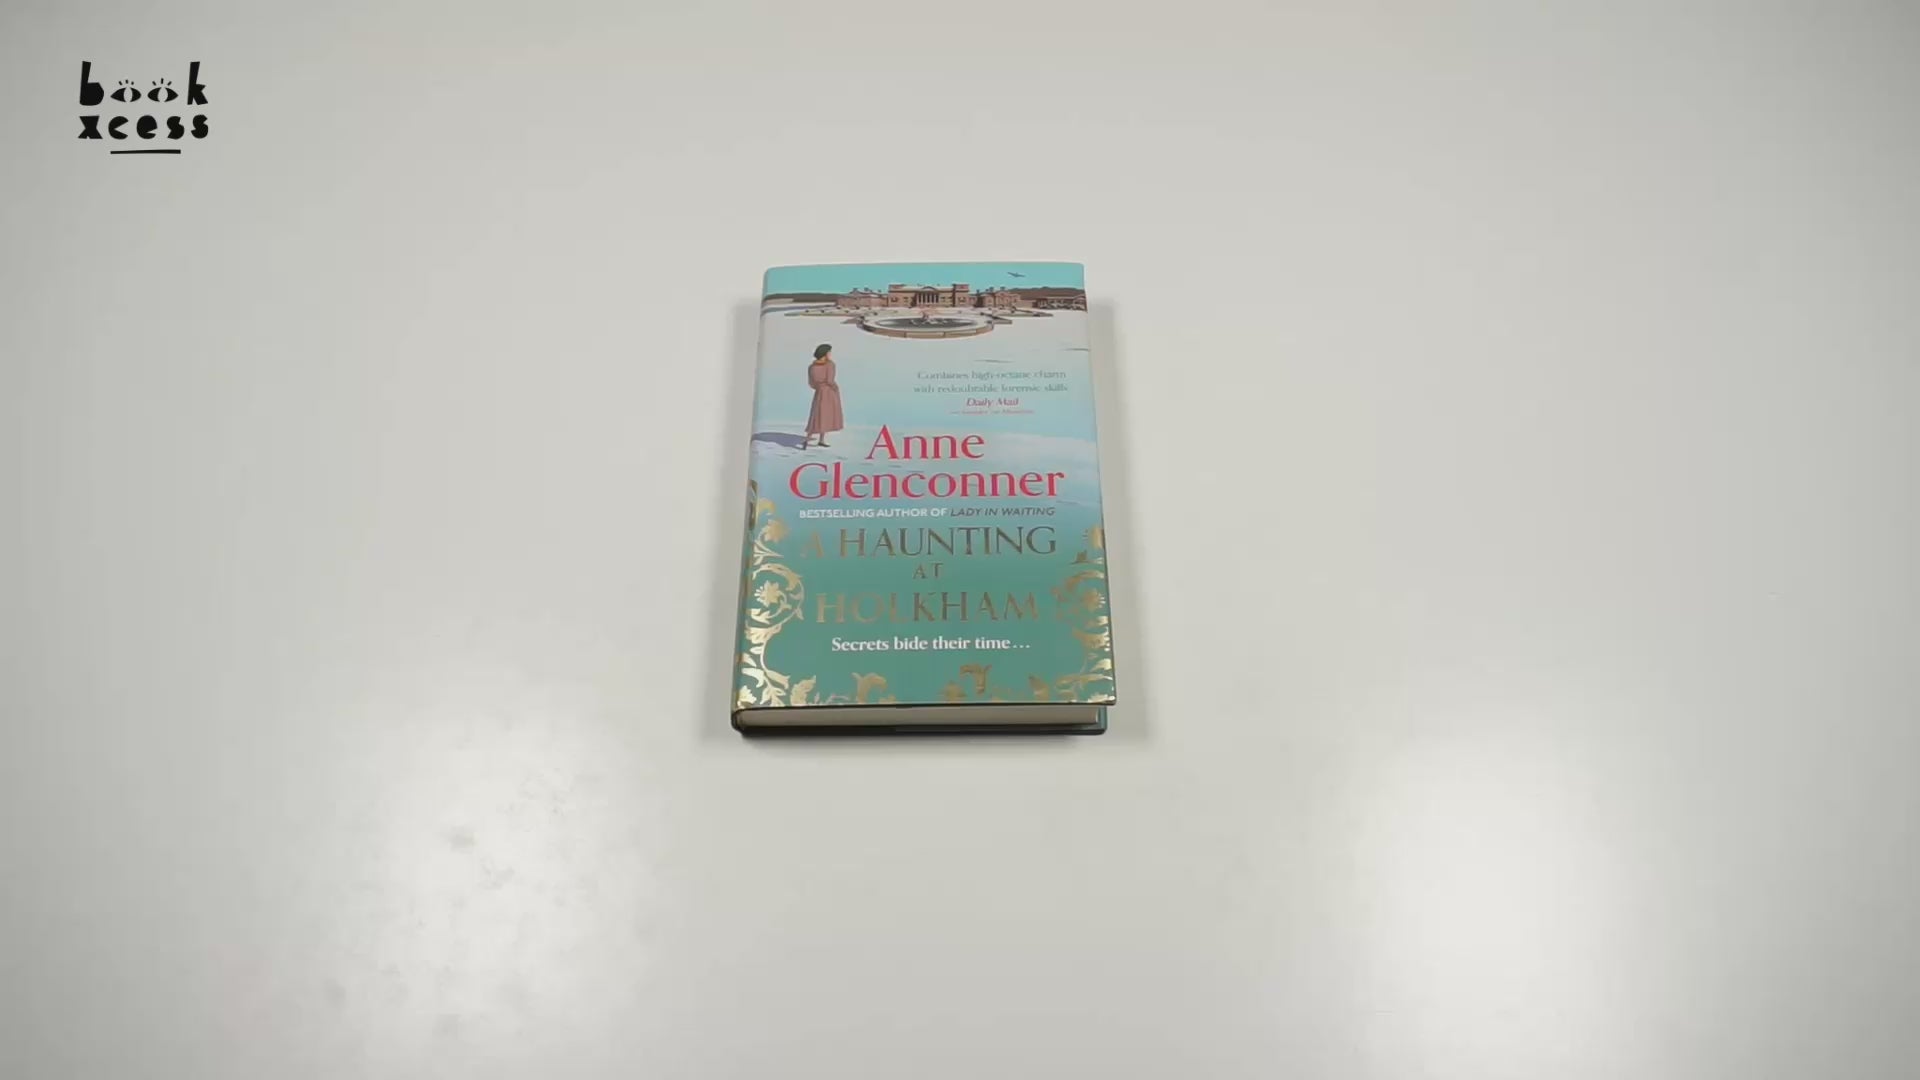 book
xcess
Combines high-octane charm
with redoubtable forensic skills
Daily Mail
Anne
Glenconner
BESTSELLING AUTHOR OF LADY IN WAITING
A HAUNTING
AT
HOLKHAM
Secrets bide their time...